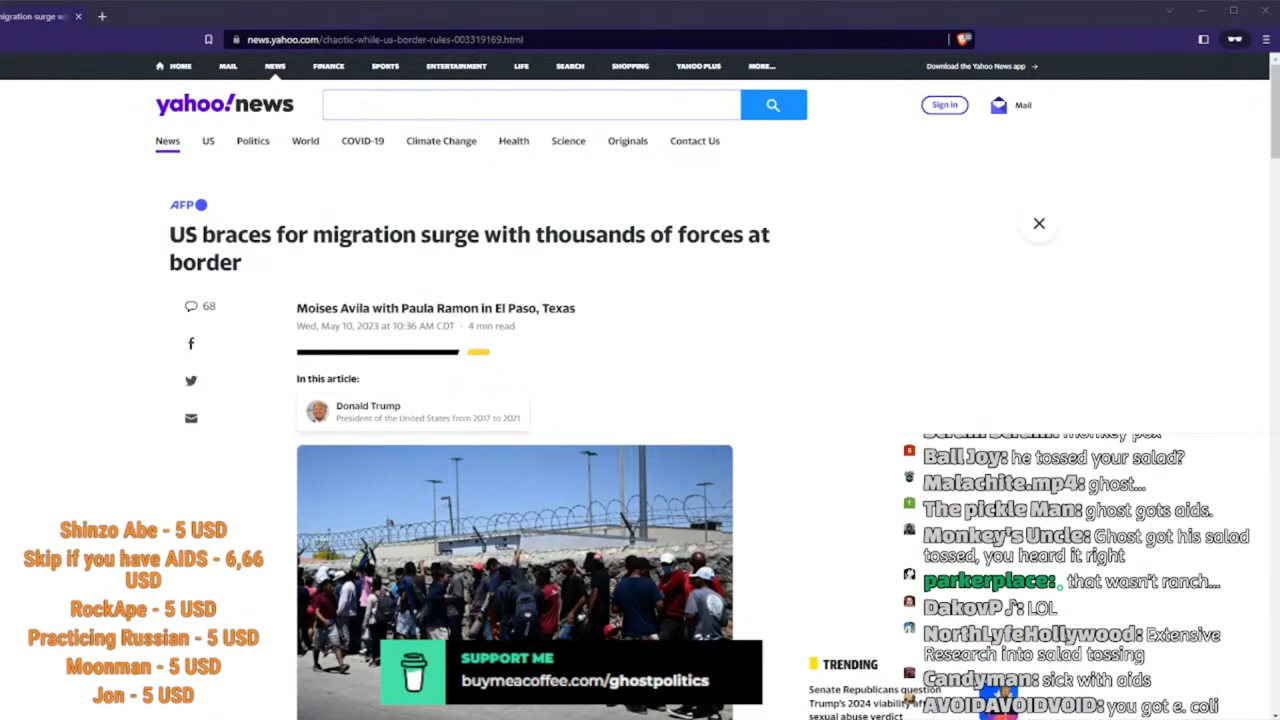 migration surge wi
news.yahoo.com/chaotic-while-us-border-rules-003319169.html
HOME MAIL NEWS FINANCE SPORTS ENTERTAINMENT LIFE SEARCH SHOPPING YAHOO PLUS MORE... Download the Yahoo News app →
yahoo!news
Sign in Mail
News US Politics World COVID-19 Climate Change Health Science Originals Contact Us
AFP
US braces for migration surge with thousands of forces at
border
68
Moises Avila with Paula Ramon in El Paso, Texas
Wed, May 10, 2023 at 10:36 AM CDT · 4 min read
In this article:
Donald Trump
President of the United States from 2017 to 2021
Shinzo Abe - 5 USD
Skip if you have AIDS - 6,66
USD
RockApe - 5 USD
Practicing Russian - 5 USD
Moonman - 5 USD
Jon - 5 USD
SUPPORT ME
buymeacoffee.com/ghostpolitics
TRENDING
Senate Republicans question
Trump's 2024 viability af
sexual abuse verdict
monkey pox
Ball Joy: he tossed your salad?
Malachite.mp4: ghost...
The pickle Man: ghost gots aids.
Monkey's Uncle: Ghost got his salad
tossed, you heard it right
parkerplace: that wasn't ranch...
DakovP♪: LOL
NorthLyfeHollywood: Extensive
Research into salad tossing
Candyman: sick with aids
AVOIDAVOIDVOID: you got e. coli